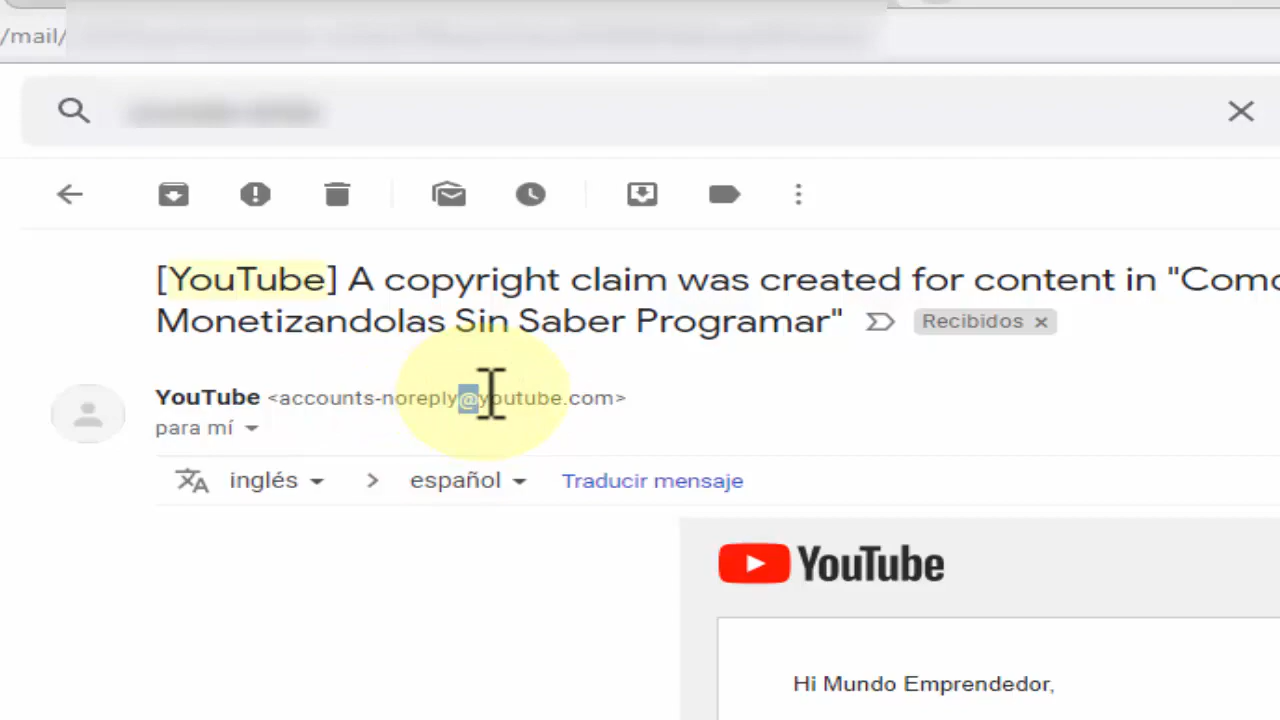 /mail/
[YouTube] A copyright claim was created for content in "Como
Monetizandolas Sin Saber Programar" Recibidos ×
YouTube <accounts-noreply@youtube.com>
para mí
inglés > español Traducir mensaje
YouTube
Hi Mundo Emprendedor,